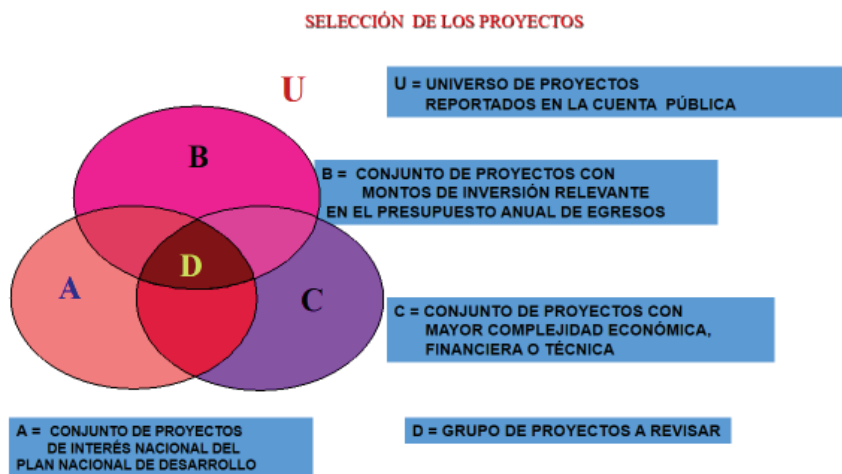 SELECCIÓN DE LOS PROYECTOS
U
U = UNIVERSO DE PROYECTOS
REPORTADOS EN LA CUENTA PÚBLICA
B
B = CONJUNTO DE PROYECTOS CON
MONTOS DE INVERSIÓN RELEVANTE
EN EL PRESUPUESTO ANUAL DE EGRESOS
D
A
C
C = CONJUNTO DE PROYECTOS CON
MAYOR COMPLEJIDAD ECONÓMICA,
FINANCIERA O TÉCNICA
A = CONJUNTO DE PROYECTOS
DE INTERÉS NACIONAL DEL
PLAN NACIONAL DE DESARROLLO
D = GRUPO DE PROYECTOS A REVISAR